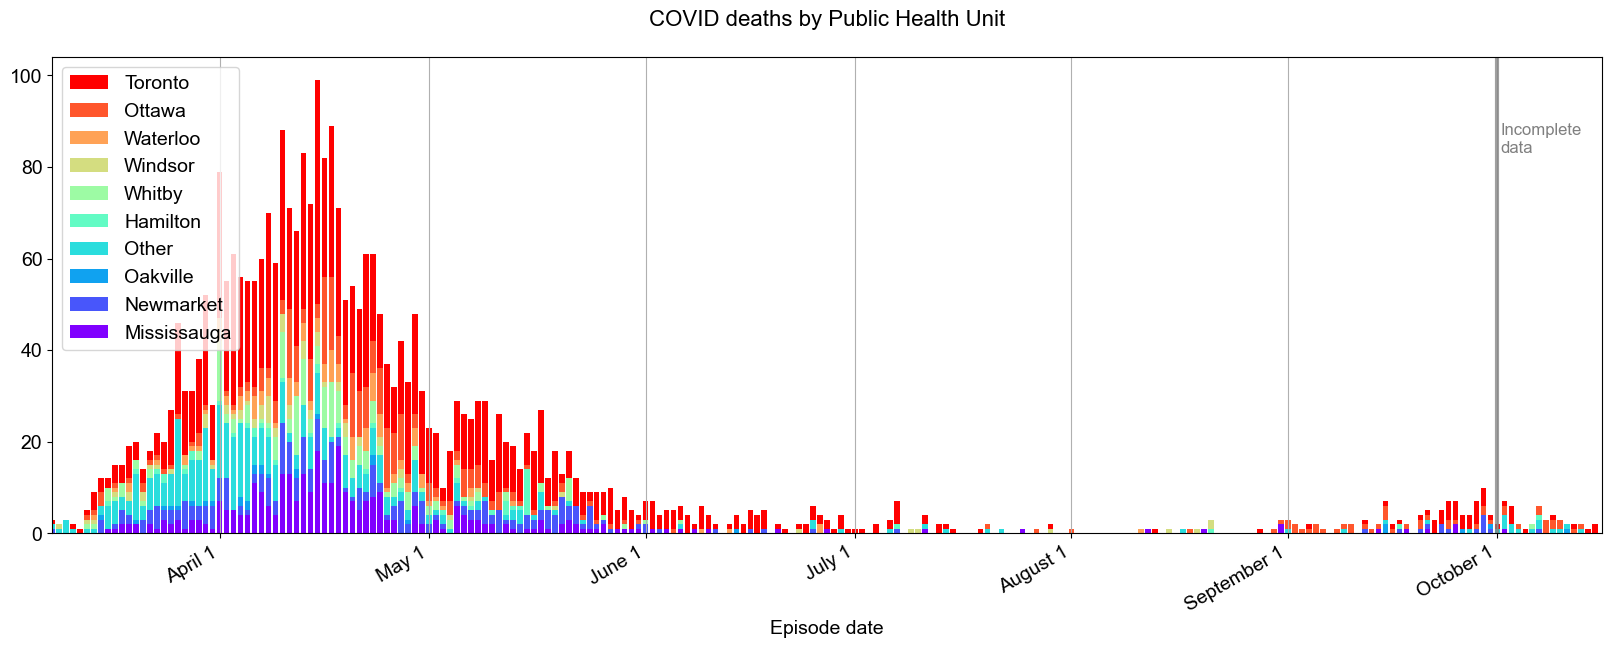 COVID deaths by Public Health Unit
100
80
60
40
20
0
Toronto
Ottawa
Waterloo
Windsor
Whitby
Hamilton
Other
Oakville
Newmarket
Mississauga
Incomplete
data
April 1
May 1
June 1
July 1
August 1
September 1
October 1
Episode date